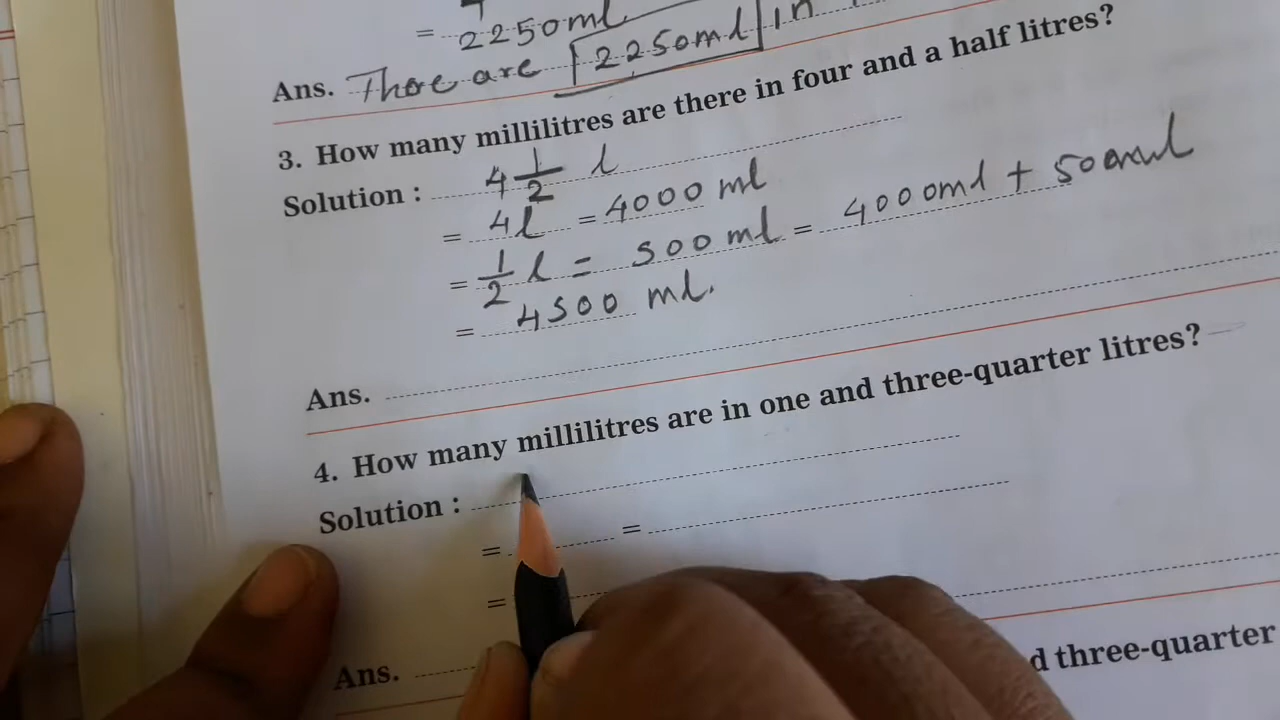 = 2250ml
Ans. There are 2250ml in
3. How many millilitres are there in four and a half litres?
Solution : 4 1/2 l
= 4l = 4000 ml
= 1/2 l = 500 ml = 4000ml + 500ml
= 4500 ml.
Ans.
4. How many millilitres are in one and three-quarter litres?
Solution :
= =
=
Ans.
d three-quarter